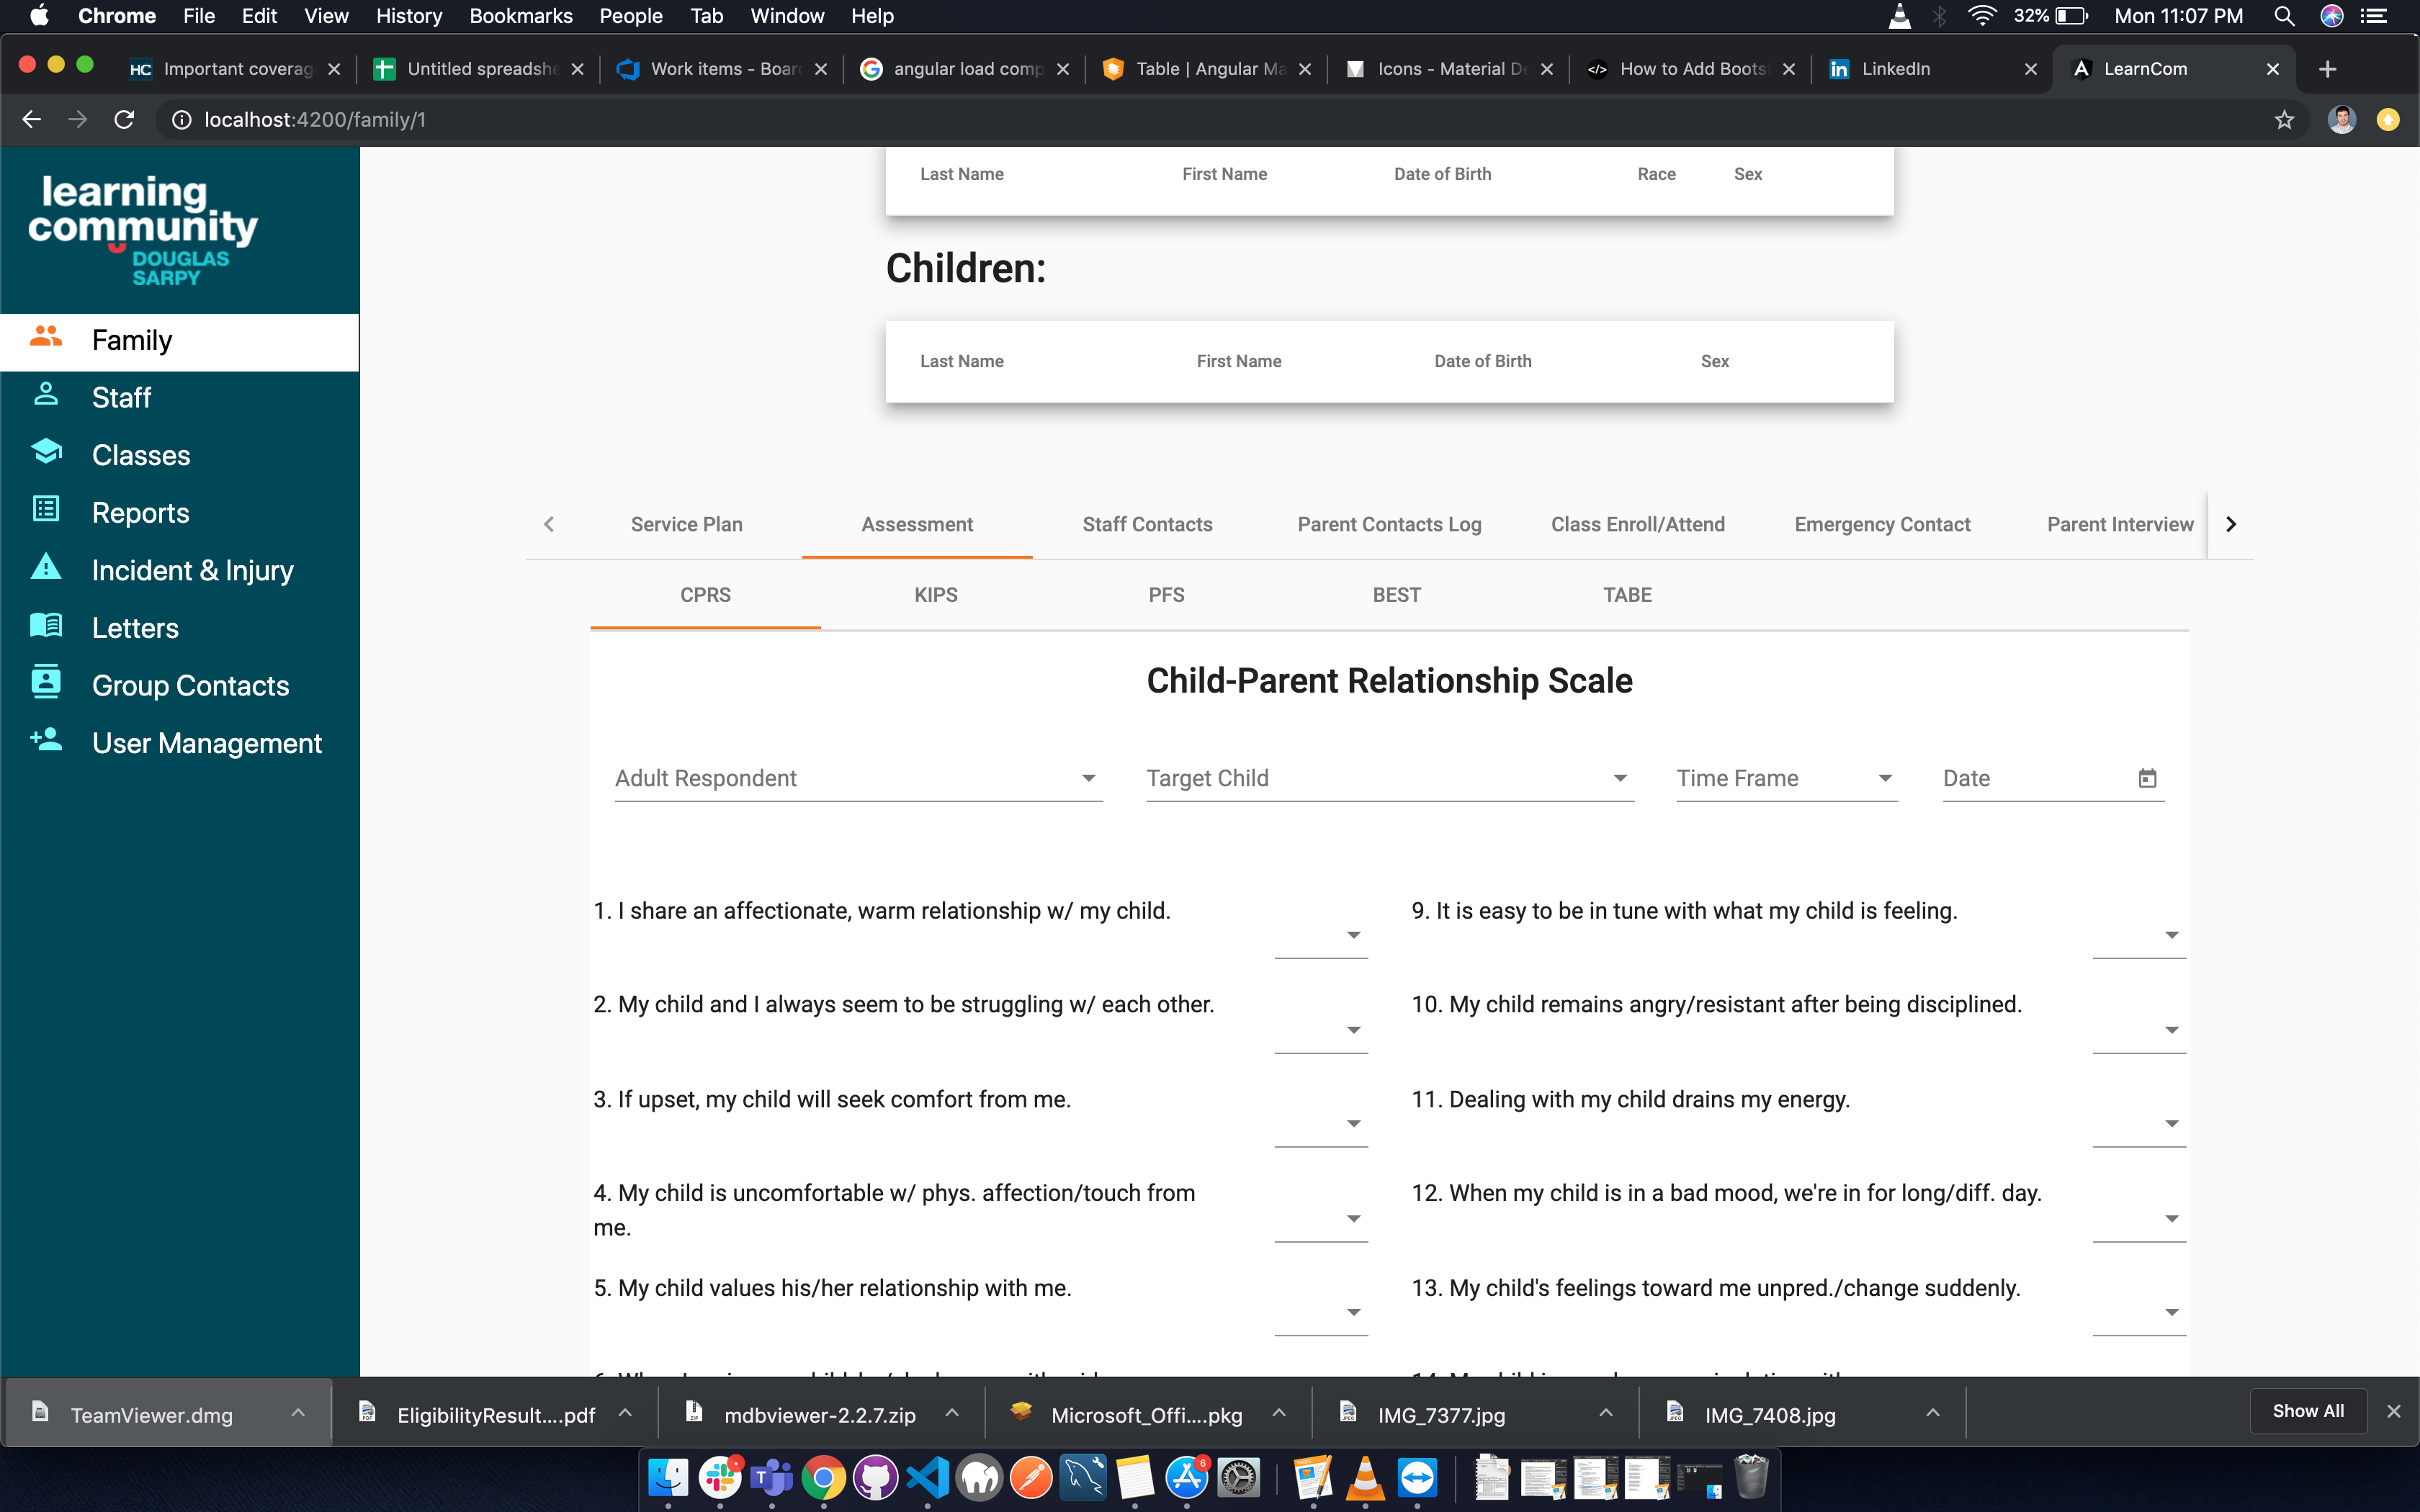 Chrome File Edit View History Bookmarks People Tab Window Help 32% Mon 11:07 PM
HC Important coverag Untitled spreadshe Work items - Boar angular load comp Table | Angular Ma Icons - Material De How to Add Boots LinkedIn LearnCom
localhost:4200/family/1
learning
community
DOUGLAS
SARPY
Family
Staff
Classes
Reports
Incident & Injury
Letters
Group Contacts
User Management
Last Name First Name Date of Birth Race Sex
Children:
Last Name First Name Date of Birth Sex
Service Plan Assessment Staff Contacts Parent Contacts Log Class Enroll/Attend Emergency Contact Parent Interview
CPRS KIPS PFS BEST TABE
Child-Parent Relationship Scale
Adult Respondent Target Child Time Frame Date
1. I share an affectionate, warm relationship w/ my child.
9. It is easy to be in tune with what my child is feeling.
2. My child and I always seem to be struggling w/ each other.
10. My child remains angry/resistant after being disciplined.
3. If upset, my child will seek comfort from me.
11. Dealing with my child drains my energy.
4. My child is uncomfortable w/ phys. affection/touch from
me.
12. When my child is in a bad mood, we're in for long/diff. day.
5. My child values his/her relationship with me.
13. My child's feelings toward me unpred./change suddenly.
TeamViewer.dmg EligibilityResult....pdf mdbviewer-2.2.7.zip Microsoft_Offi....pkg IMG_7377.jpg IMG_7408.jpg Show All